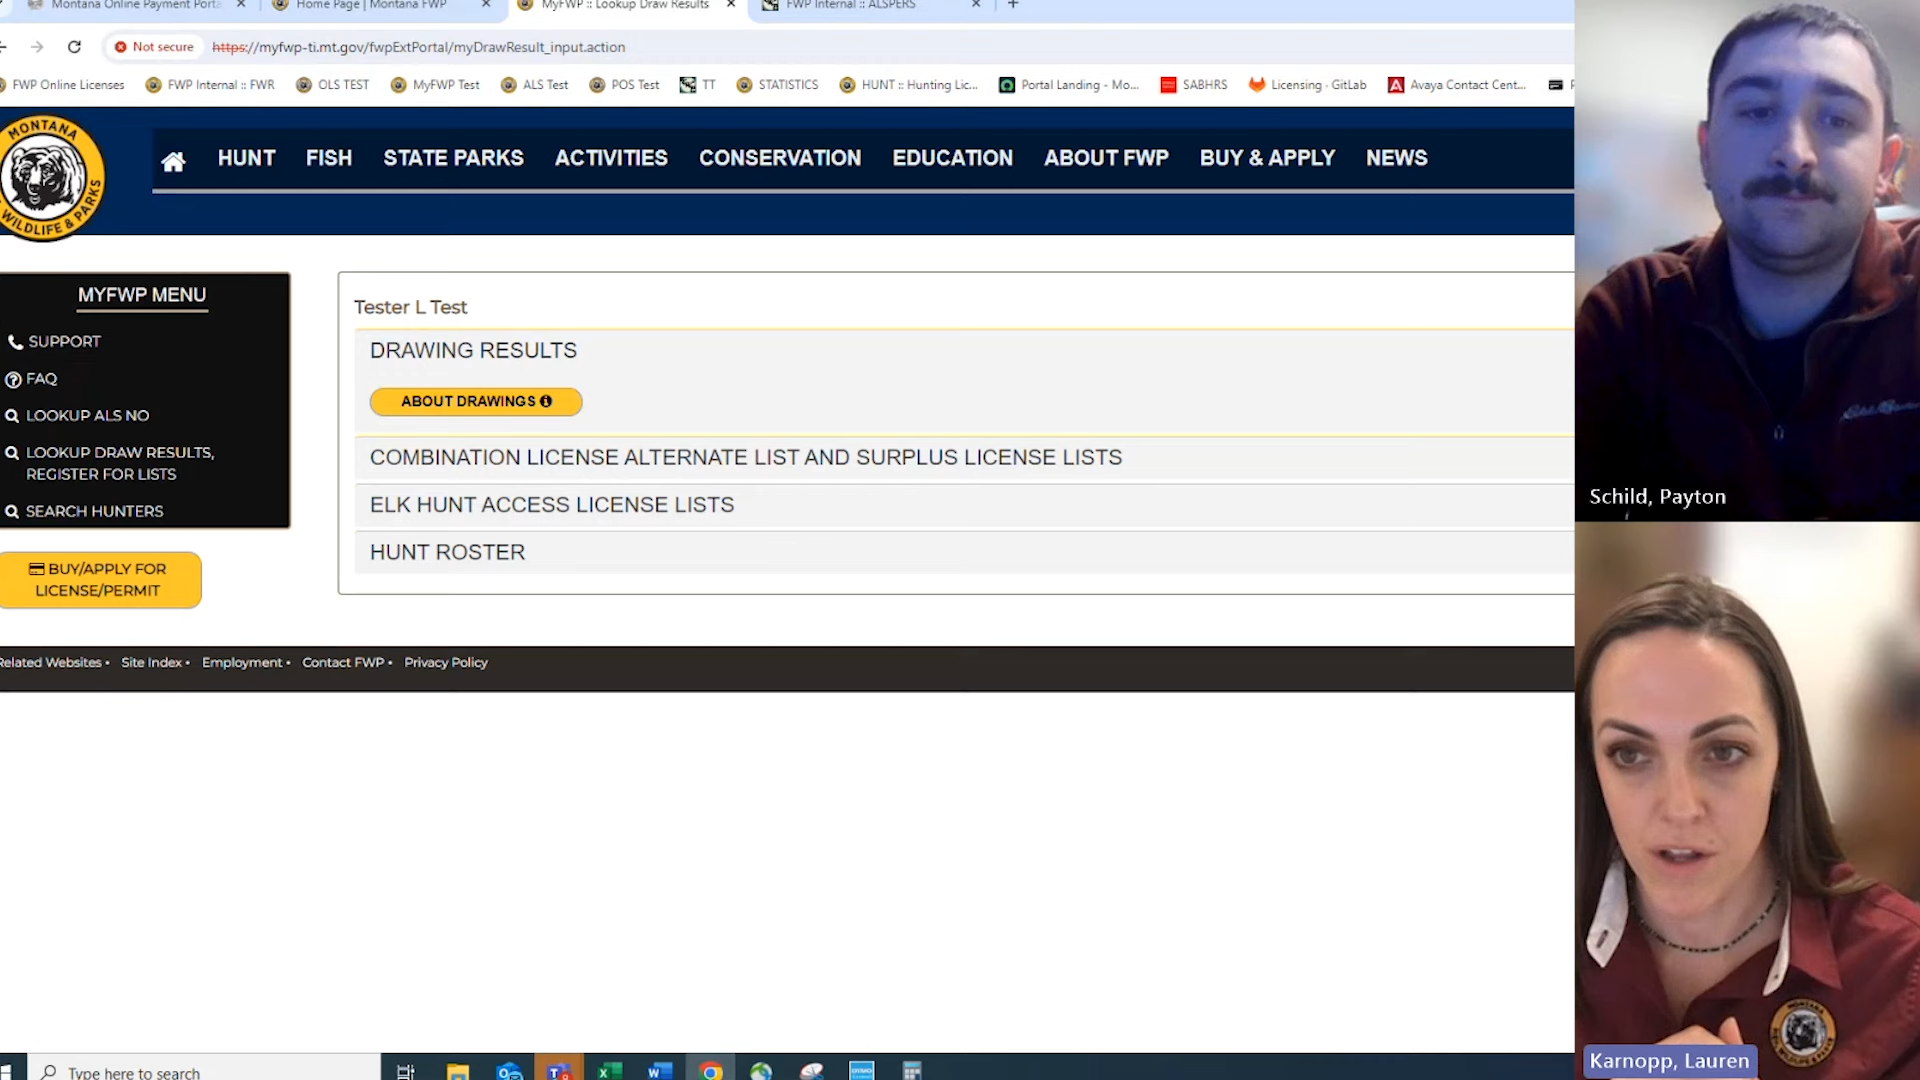 Montana Online Payment Porta
Home Page | Montana FWP
MyFWP :: Lookup Draw Results
FWP Internal :: ALSPERS
Not secure
https://myfwp-ti.mt.gov/fwpExtPortal/myDrawResult_input.action
FWP Online Licenses
FWP Internal :: FWR
OLS TEST
MyFWP Test
ALS Test
POS Test
TT
STATISTICS
HUNT :: Hunting Lic...
Portal Landing - Mo...
SABHRS
Licensing · GitLab
Avaya Contact Cent...
MONTANA
WILDLIFE & PARKS
HUNT
FISH
STATE PARKS
ACTIVITIES
CONSERVATION
EDUCATION
ABOUT FWP
BUY & APPLY
NEWS
MYFWP MENU
SUPPORT
FAQ
LOOKUP ALS NO
LOOKUP DRAW RESULTS,
REGISTER FOR LISTS
SEARCH HUNTERS
BUY/APPLY FOR
LICENSE/PERMIT
Tester L Test
DRAWING RESULTS
ABOUT DRAWINGS
COMBINATION LICENSE ALTERNATE LIST AND SURPLUS LICENSE LISTS
ELK HUNT ACCESS LICENSE LISTS
HUNT ROSTER
Related Websites • Site Index • Employment • Contact FWP • Privacy Policy
Type here to search
Schild, Payton
MONTANA
Karnopp, Lauren